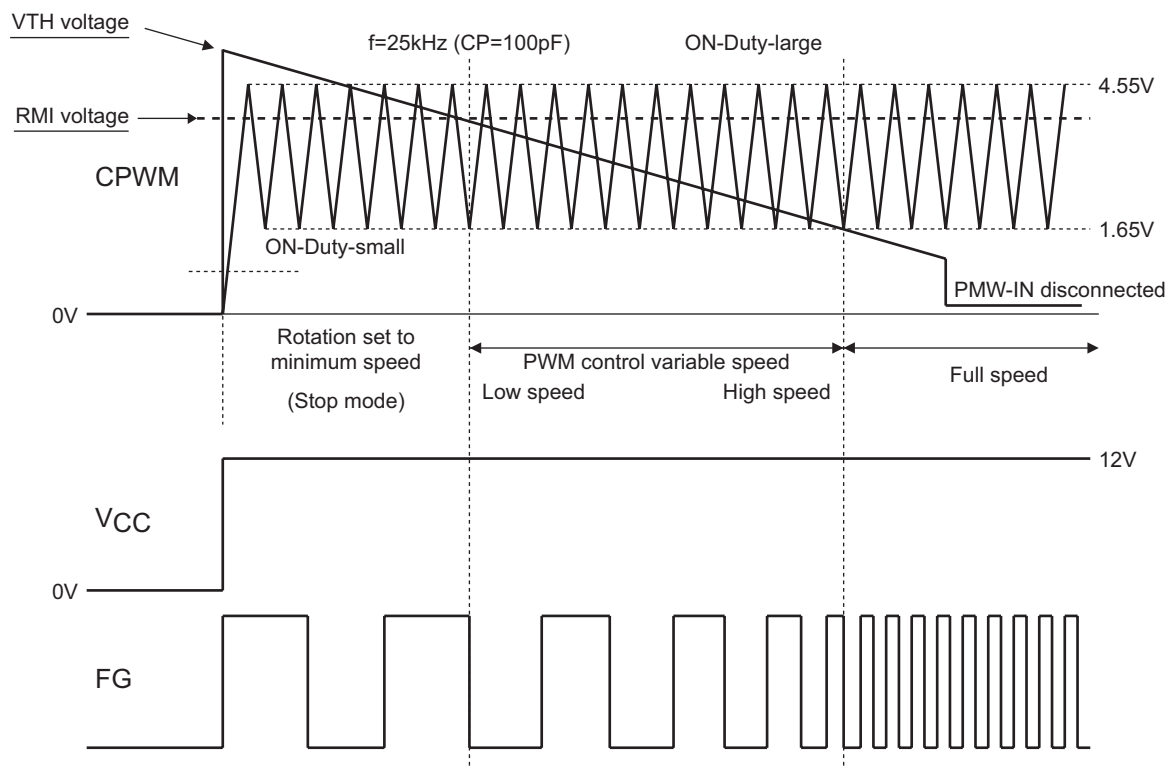 VTH voltage
f=25kHz (CP=100pF)
ON-Duty-large
4.55V
RMI voltage
CPWM
1.65V
ON-Duty-small
PMW-IN disconnected
0V
Rotation set to
minimum speed
(Stop mode)
PWM control variable speed
Low speed
High speed
Full speed
12V
VCC
0V
FG